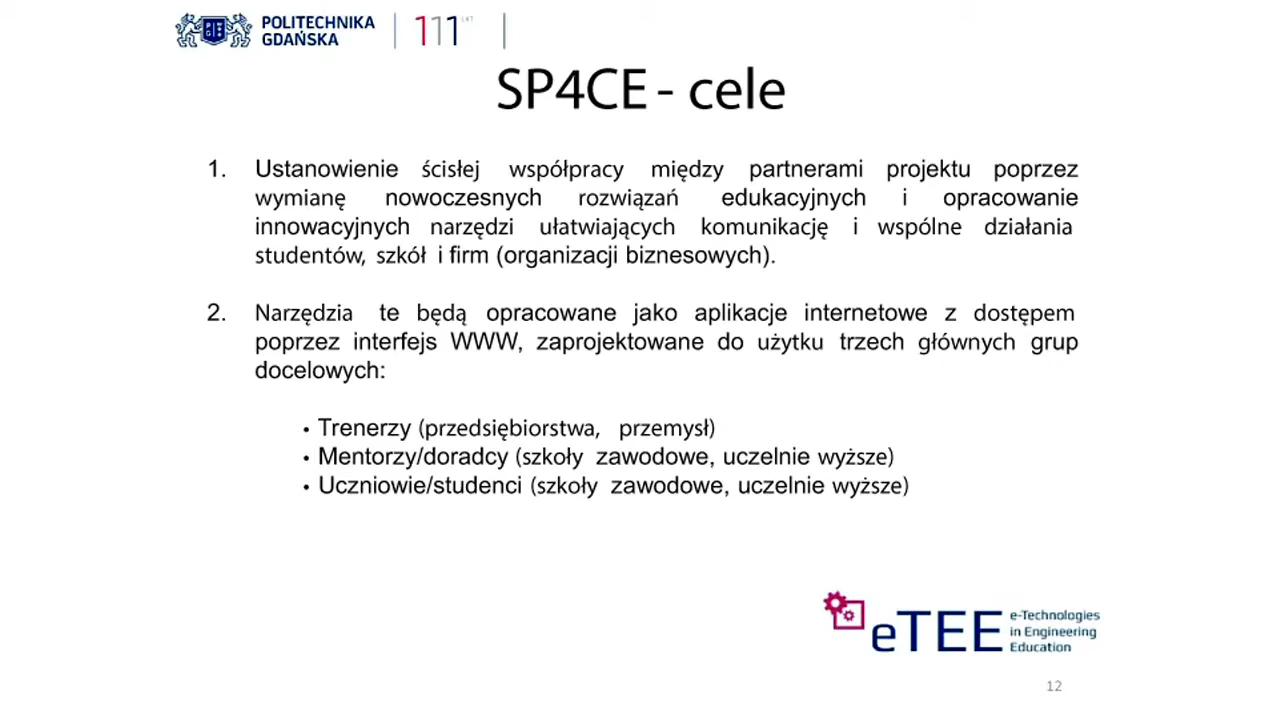 POLITECHNIKA
GDAŃSKA
111 LAT
SP4CE - cele
1. Ustanowienie ścisłej współpracy między partnerami projektu poprzez
wymianę nowoczesnych rozwiązań edukacyjnych i opracowanie
innowacyjnych narzędzi ułatwiających komunikację i wspólne działania
studentów, szkół i firm (organizacji biznesowych).
2. Narzędzia te będą opracowane jako aplikacje internetowe z dostępem
poprzez interfejs WWW, zaprojektowane do użytku trzech głównych grup
docelowych:
• Trenerzy (przedsiębiorstwa, przemysł)
• Mentorzy/doradcy (szkoły zawodowe, uczelnie wyższe)
• Uczniowie/studenci (szkoły zawodowe, uczelnie wyższe)
eTEE
e-Technologies
in Engineering
Education
12